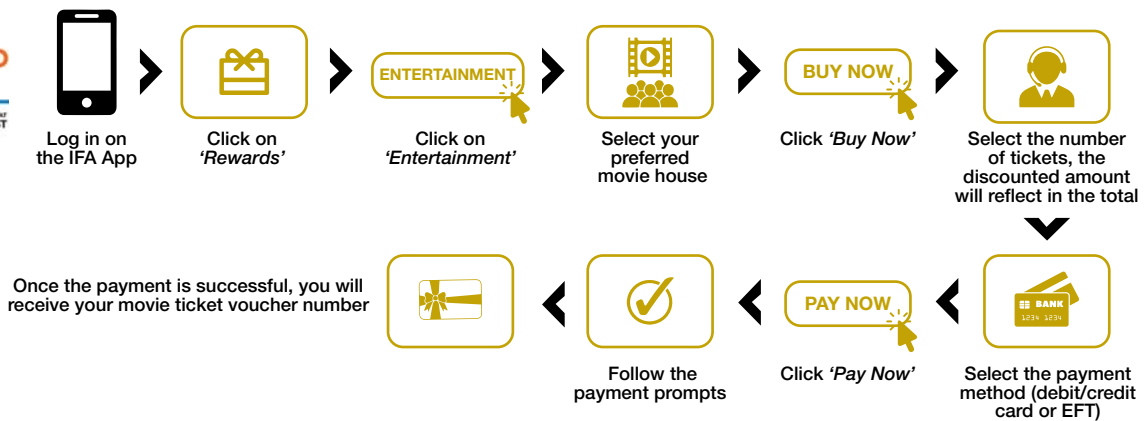 Log in on
the IFA App
Click on
'Rewards'
ENTERTAINMENT
Click on
'Entertainment'
Select your
preferred
movie house
BUY NOW
Click 'Buy Now'
Select the number
of tickets, the
discounted amount
will reflect in the total
BANK
1234 1234
Select the payment
method (debit/credit
card or EFT)
PAY NOW
Click 'Pay Now'
Follow the
payment prompts
Once the payment is successful, you will
receive your movie ticket voucher number